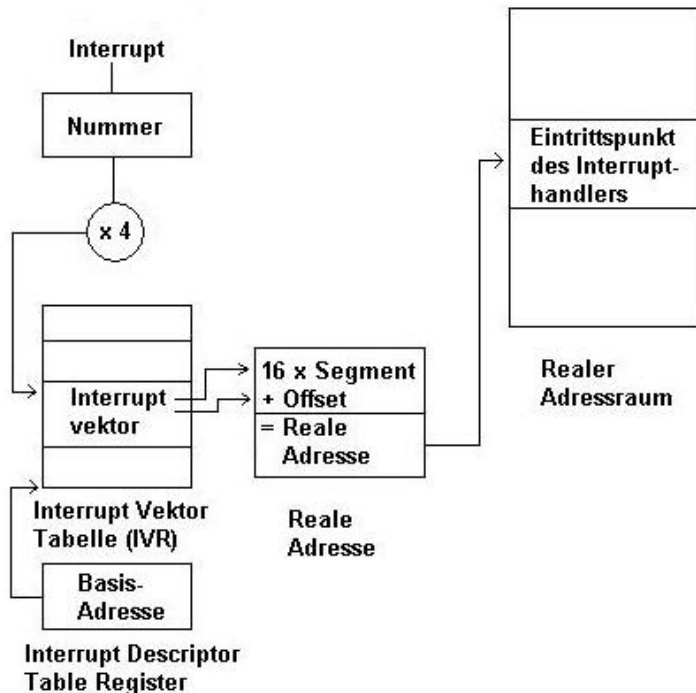 Interrupt
Nummer
x 4
Interrupt
vektor
Interrupt Vektor
Tabelle (IVR)
Basis-
Adresse
Interrupt Descriptor
Table Register
16 x Segment
+ Offset
= Reale
Adresse
Reale
Adresse
Eintrittspunkt
des Interrupt-
handlers
Realer
Adressraum